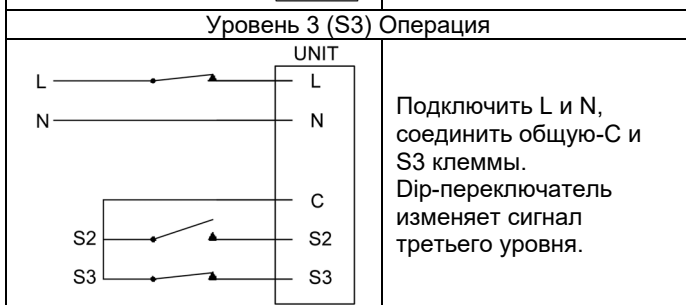 Уровень 3 (S3) Операция
UNIT
L L
N N
C
S2 S2
S3 S3
Подключить L и N,
соединить общую-C и
S3 клеммы.
Dip-переключатель
изменяет сигнал
третьего уровня.